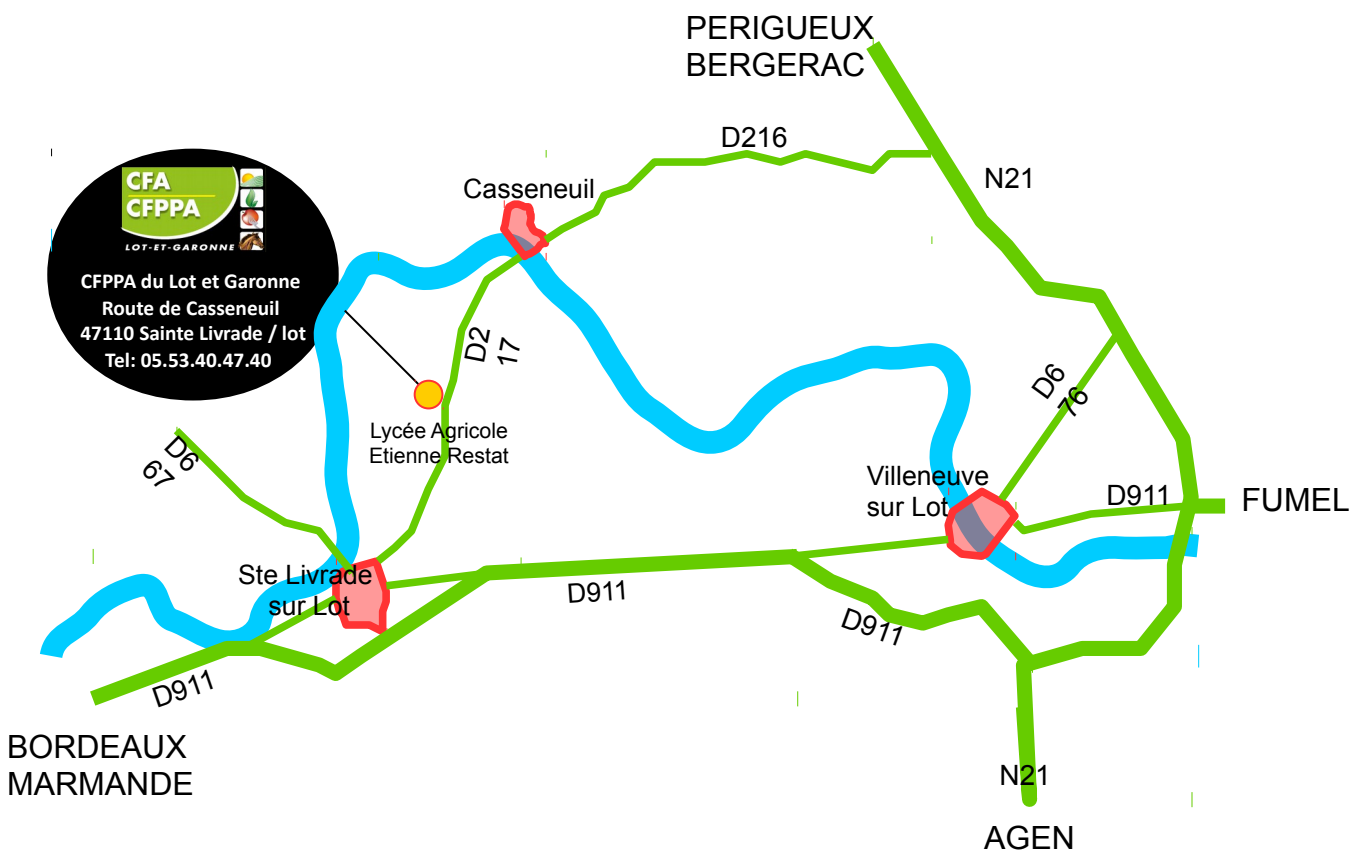 PERIGUEUX
BERGERAC
D216
N21
Casseneuil
CFA
CFPPA
LOT-ET-GARONNE
CFPPA du Lot et Garonne
Route de Casseneuil
47110 Sainte Livrade / lot
Tel: 05.53.40.47.40
D2
17
D6
76
Lycée Agricole
Etienne Restat
D6
67
Villeneuve
sur Lot
D911
FUMEL
Ste Livrade
sur Lot
D911
D911
D911
BORDEAUX
MARMANDE
N21
AGEN